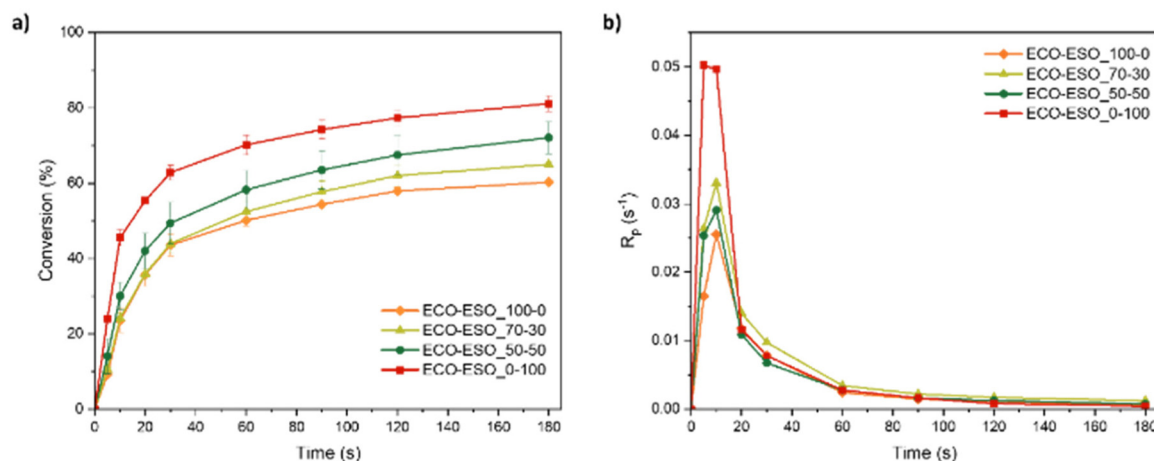 a)
100
80
60
40
20
0
Conversion (%)
0 20 40 60 80 100 120 140 160 180
Time (s)
ECO-ESO_100-0
ECO-ESO_70-30
ECO-ESO_50-50
ECO-ESO_0-100
b)
0.05
0.04
0.03
0.02
0.01
0.00
Rp (s-1)
0 20 40 60 80 100 120 140 160 180
Time (s)
ECO-ESO_100-0
ECO-ESO_70-30
ECO-ESO_50-50
ECO-ESO_0-100